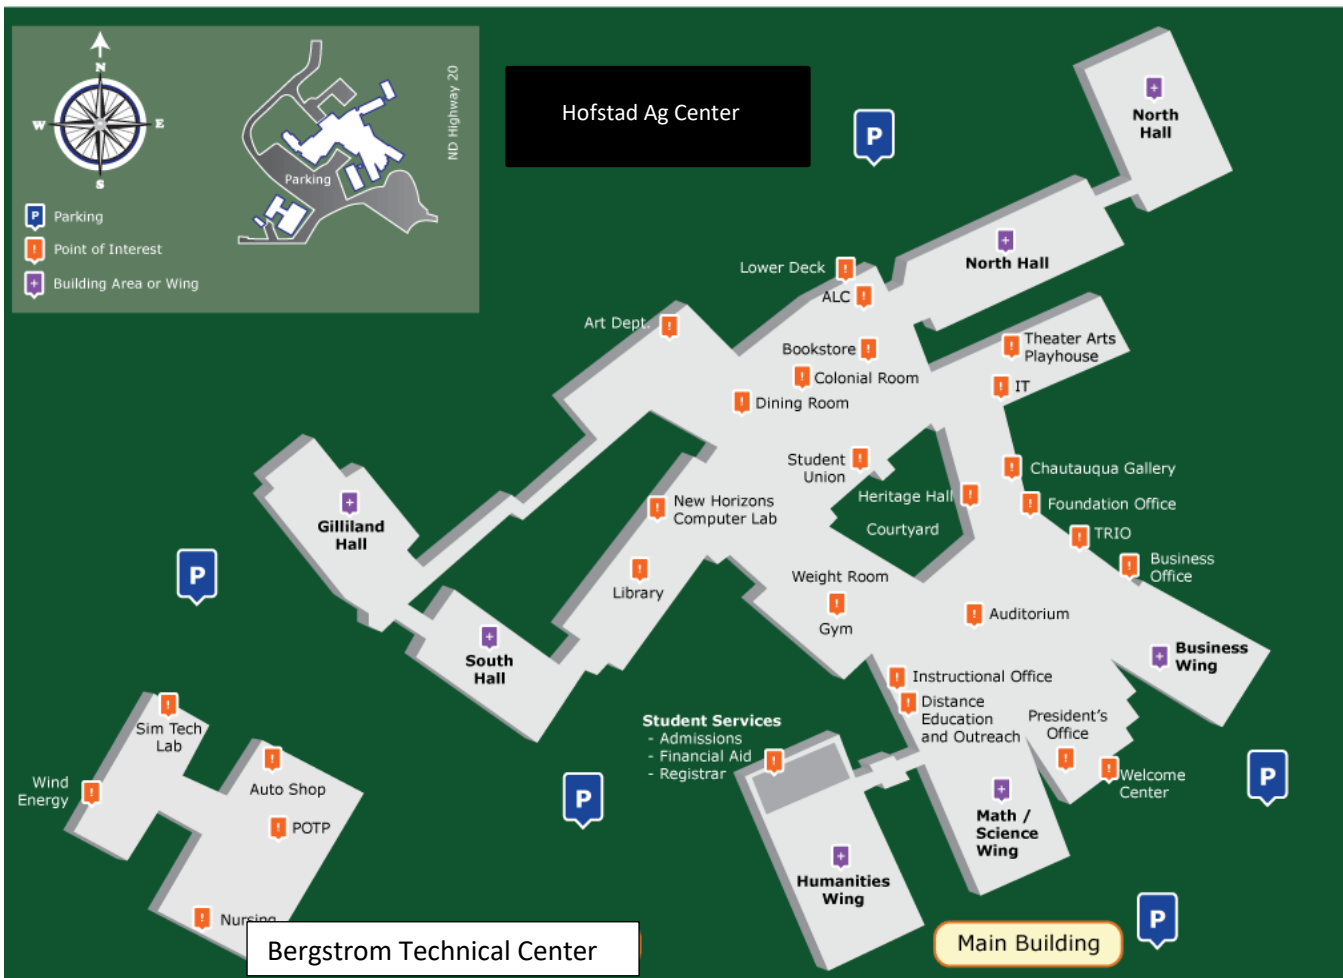 N
W
E
S
ND Highway 20
Parking
P Parking
! Point of Interest
+ Building Area or Wing
Hofstad Ag Center
P
North
Hall
North Hall
Lower Deck
ALC
Art Dept.
Bookstore
Colonial Room
Dining Room
Theater Arts
Playhouse
IT
Student
Union
Chautauqua Gallery
Heritage Hall
Foundation Office
Courtyard
TRIO
Business
Office
New Horizons
Computer Lab
Gilliland
Hall
P
Library
Weight Room
Gym
Auditorium
South
Hall
Business
Wing
Instructional Office
Distance
Education
and Outreach
President's
Office
Student Services
- Admissions
- Financial Aid
- Registrar
Welcome
Center
P
Sim Tech
Lab
Wind
Energy
Auto Shop
POTP
P
Math /
Science
Wing
Humanities
Wing
Nursing
Bergstrom Technical Center
Main Building
P